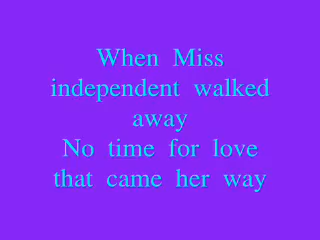 When Miss
independent walked
away
No time for love
that came her way